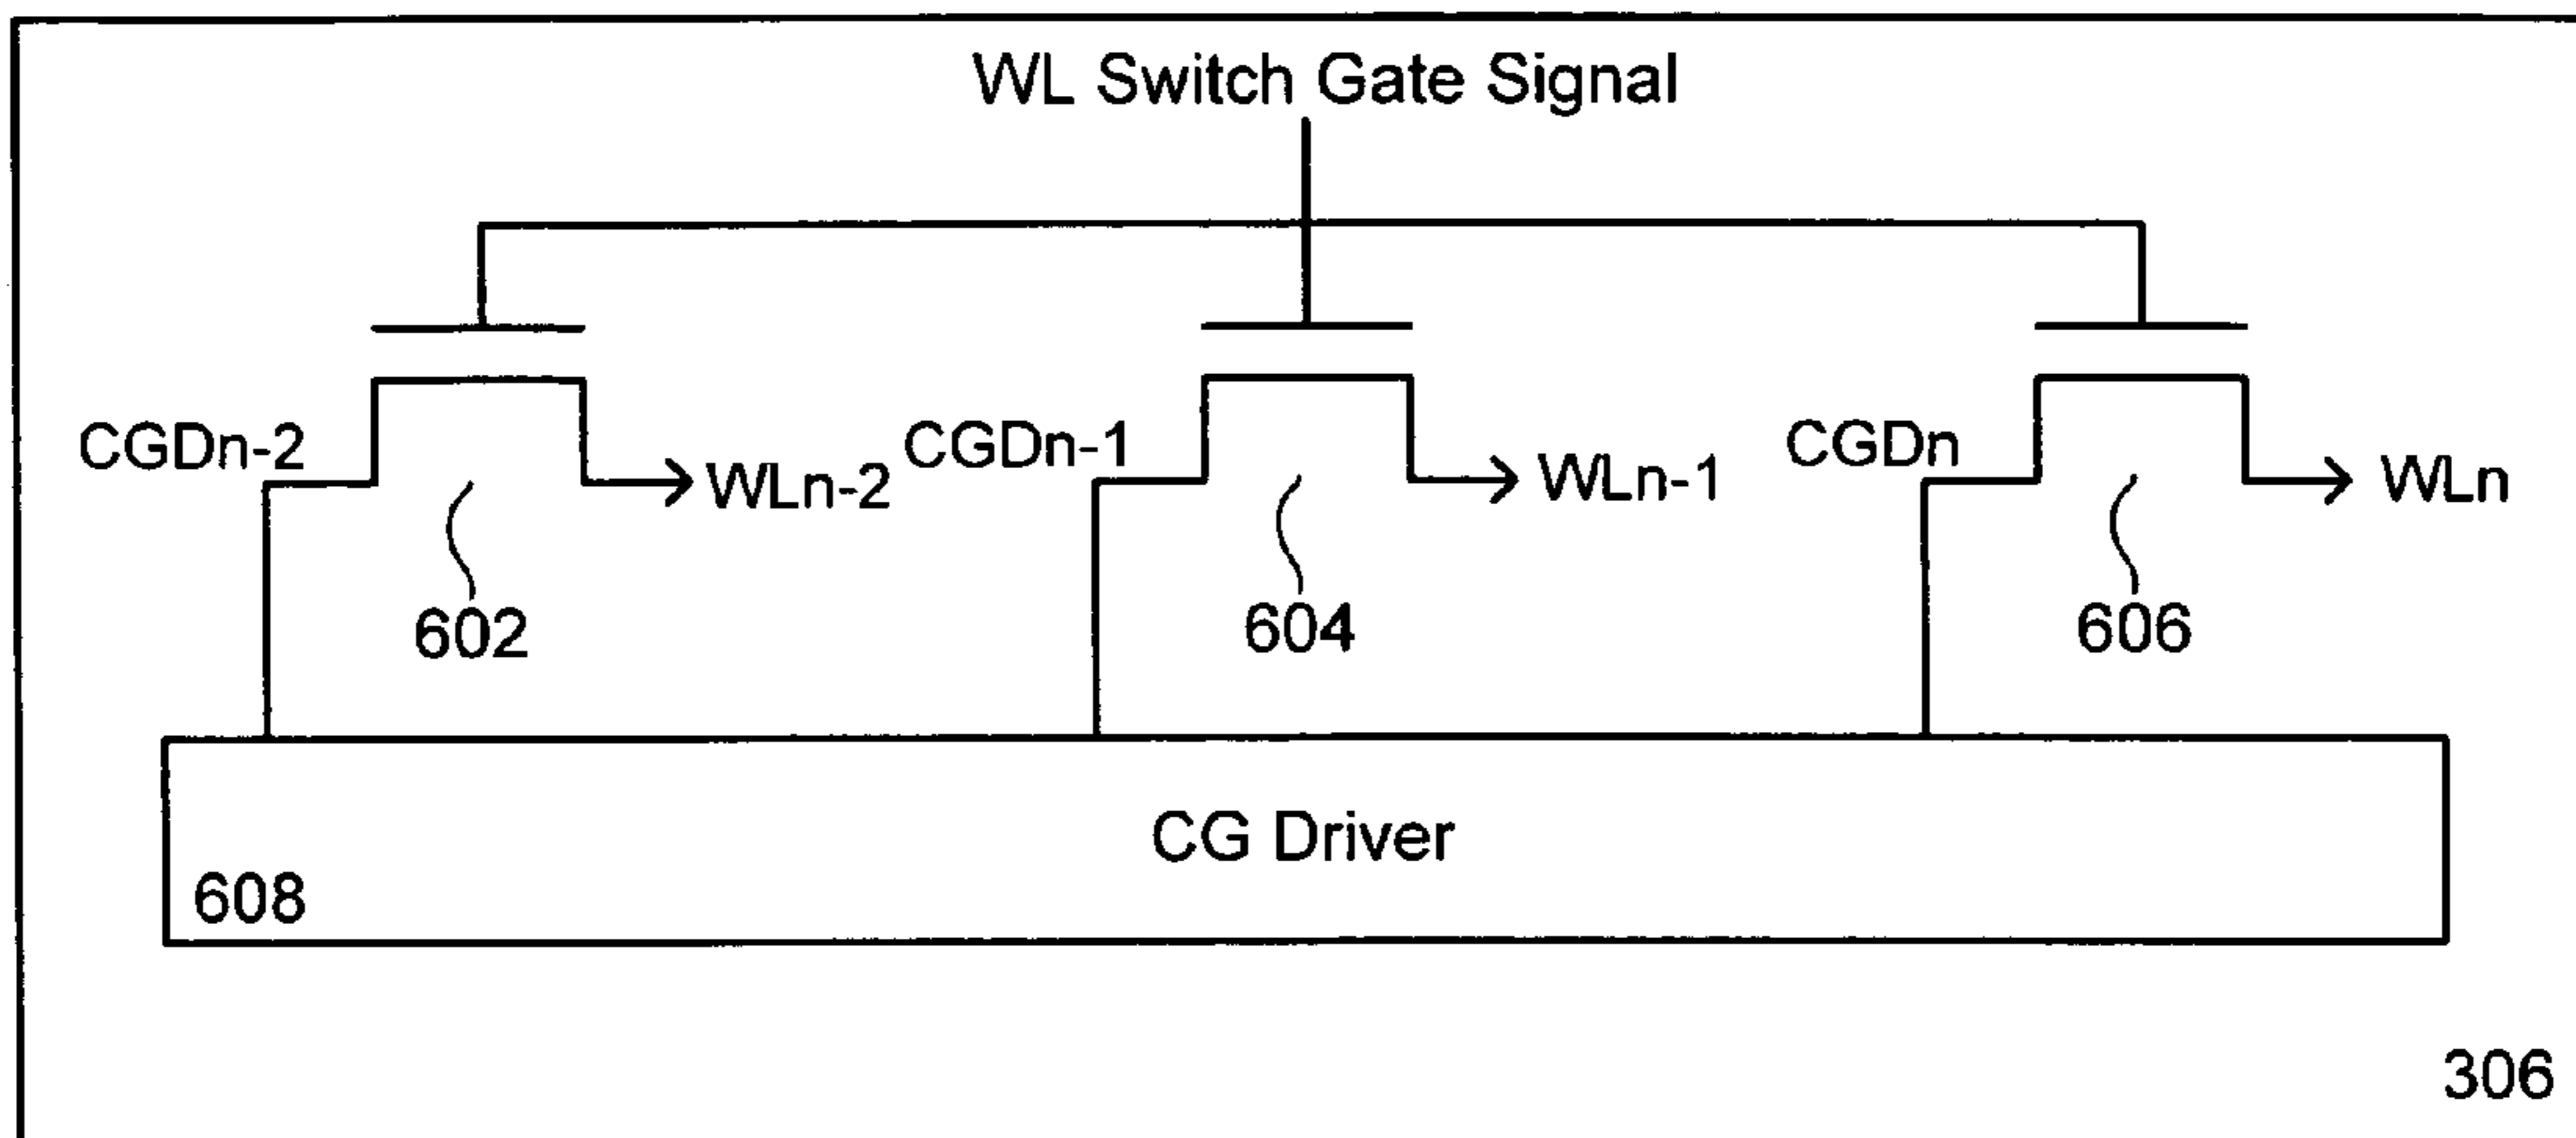 WL Switch Gate Signal
CGDn-2
WLn-2
CGDn-1
WLn-1
CGDn
WLn
602
604
606
CG Driver
608
306